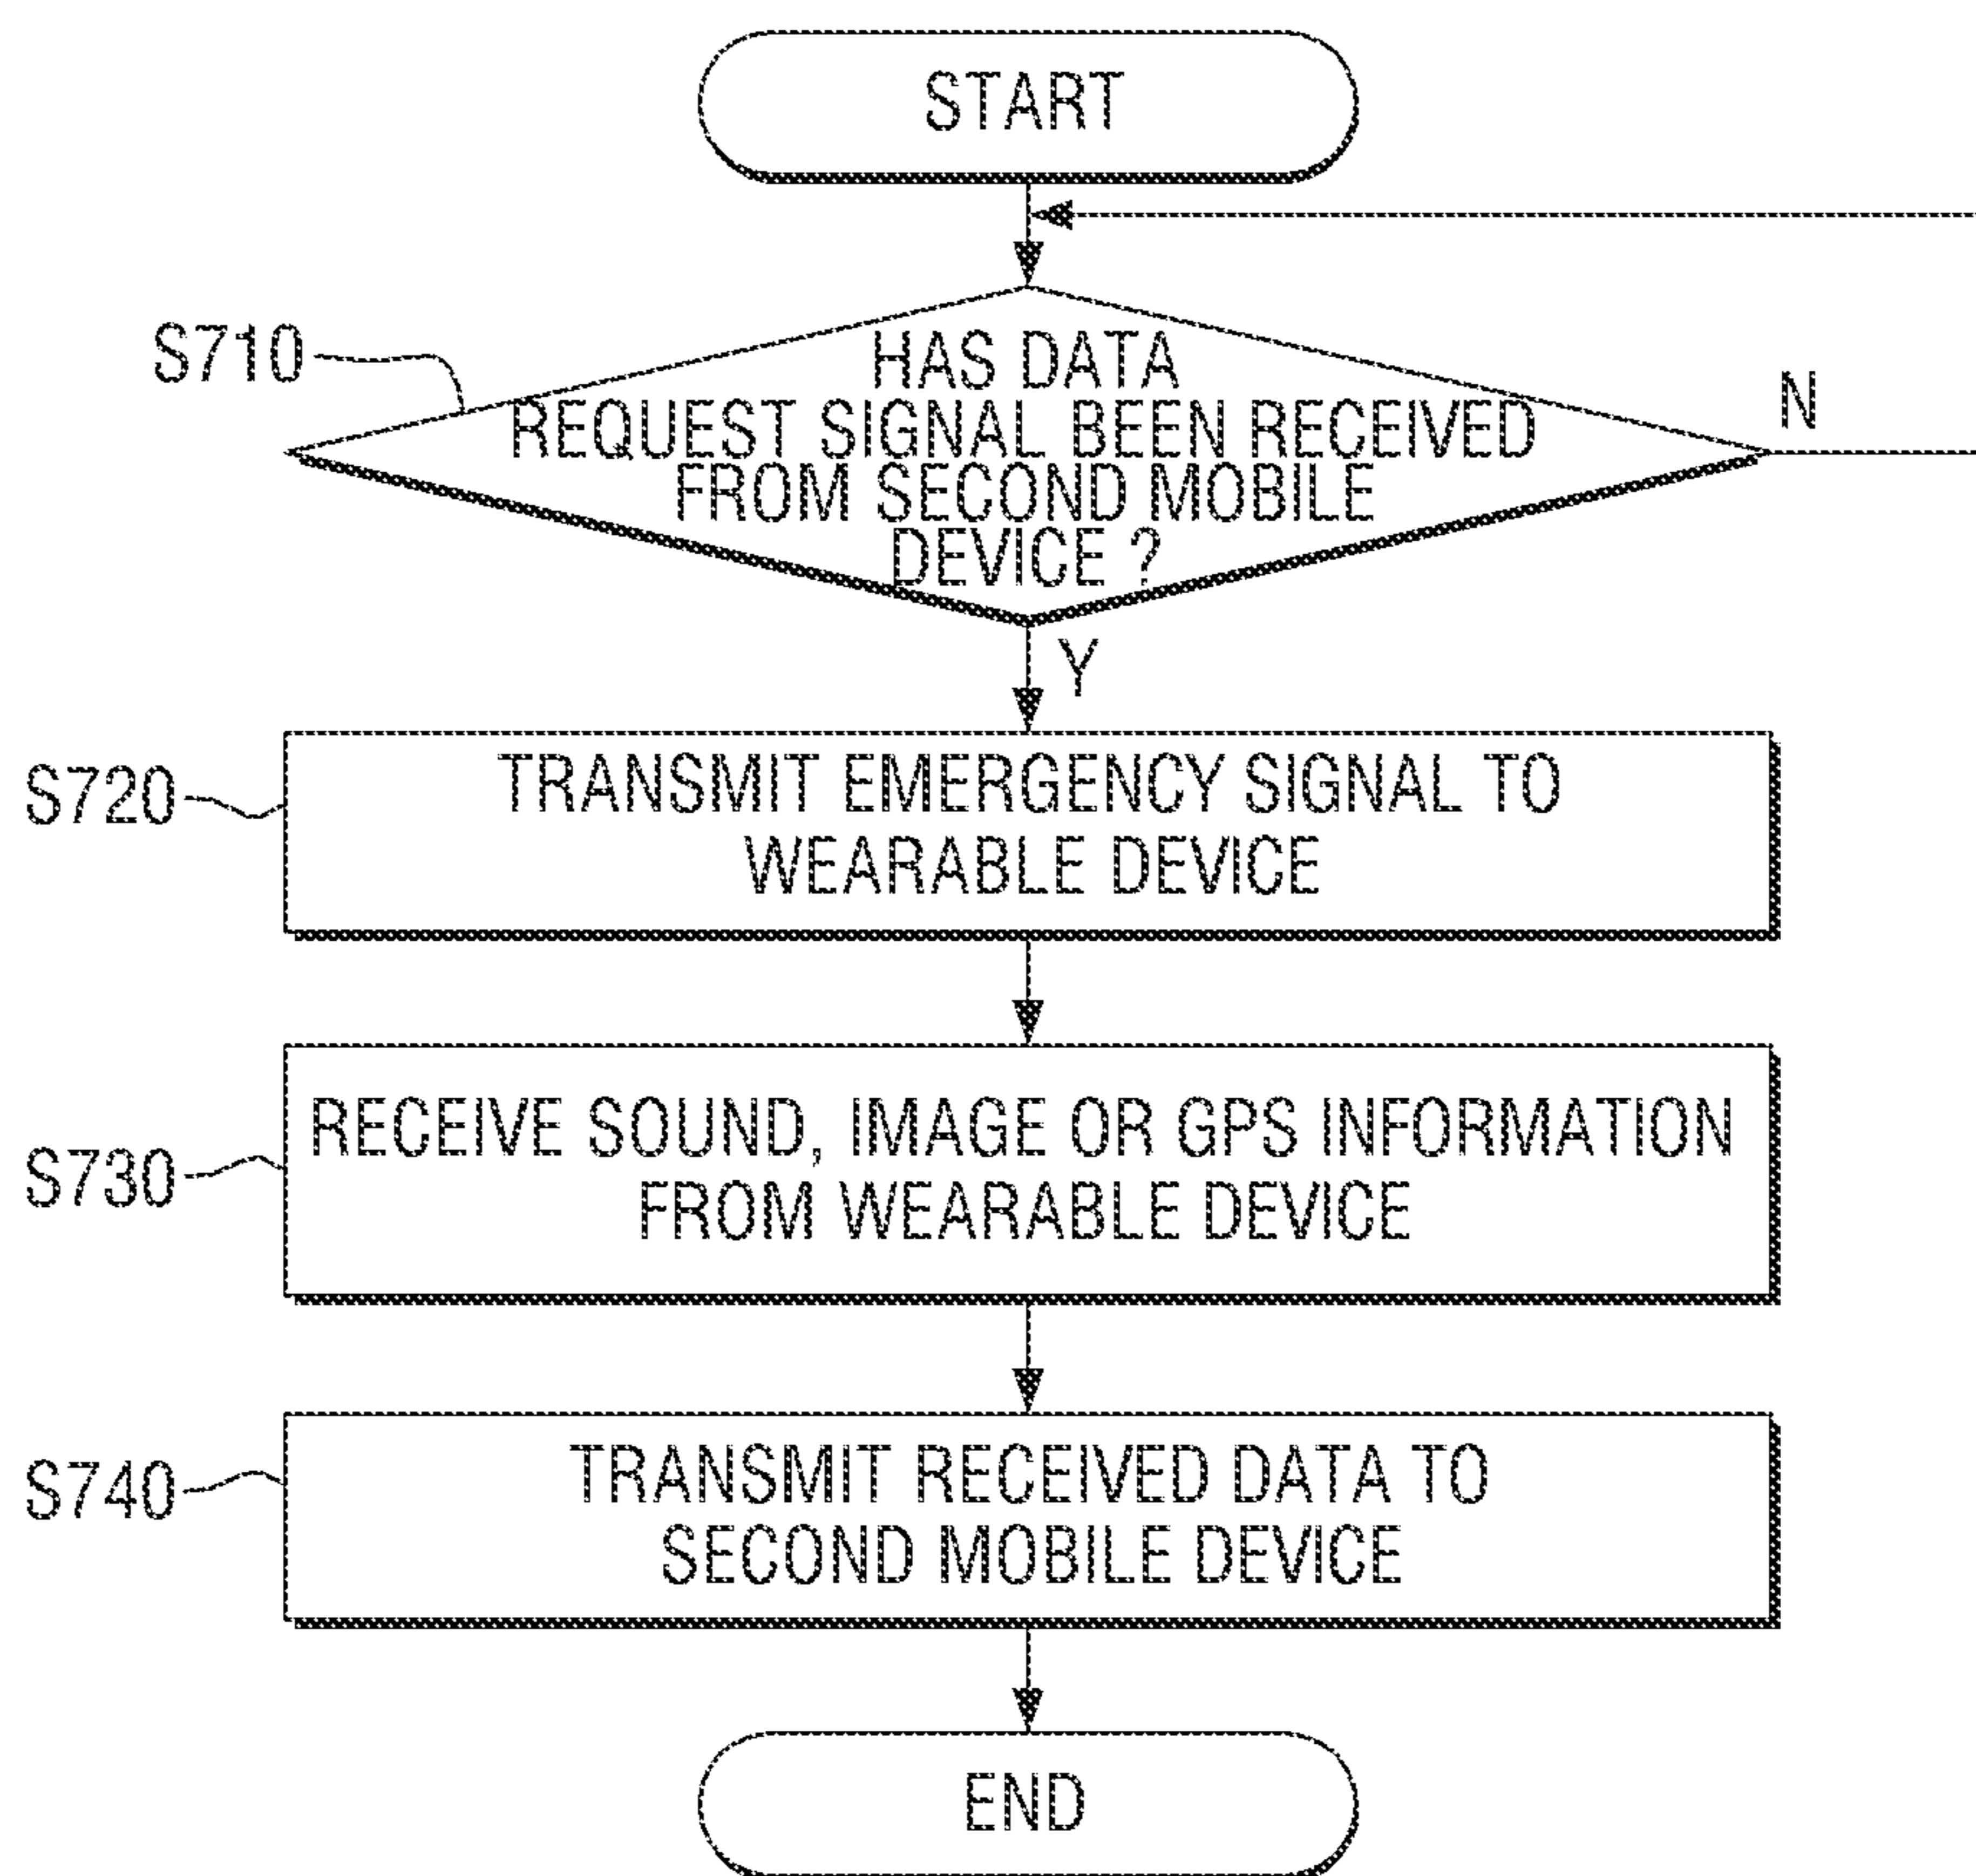 START
S710
HAS DATA
REQUEST SIGNAL BEEN RECEIVED
FROM SECOND MOBILE
DEVICE ?
N
Y
S720
TRANSMIT EMERGENCY SIGNAL TO
WEARABLE DEVICE
S730
RECEIVE SOUND, IMAGE OR GPS INFORMATION
FROM WEARABLE DEVICE
S740
TRANSMIT RECEIVED DATA TO
SECOND MOBILE DEVICE
END